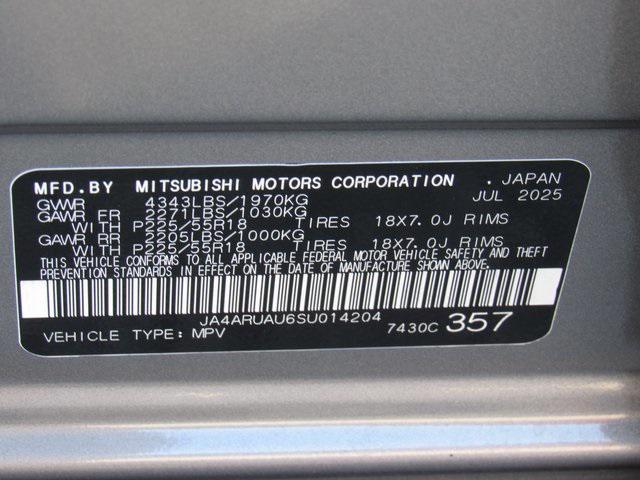 MFD.BY MITSUBISHI MOTORS CORPORATION . JAPAN
GVWR 4343LBS/1970KG JUL 2025
GAWR FR 2271LBS/1030KG
WITH P225/55R18 TIRES 18X7.0J RIMS
GAWR RR 2205LBS/1000KG
WITH P225/55R18 TIRES 18X7.0J RIMS
THIS VEHICLE CONFORMS TO ALL APPLICABLE FEDERAL MOTOR VEHICLE SAFETY AND THEFT
PREVENTION STANDARDS IN EFFECT ON THE DATE OF MANUFACTURE SHOWN ABOVE.
JA4ARUAU6SU014204
VEHICLE TYPE: MPV 7430C 357